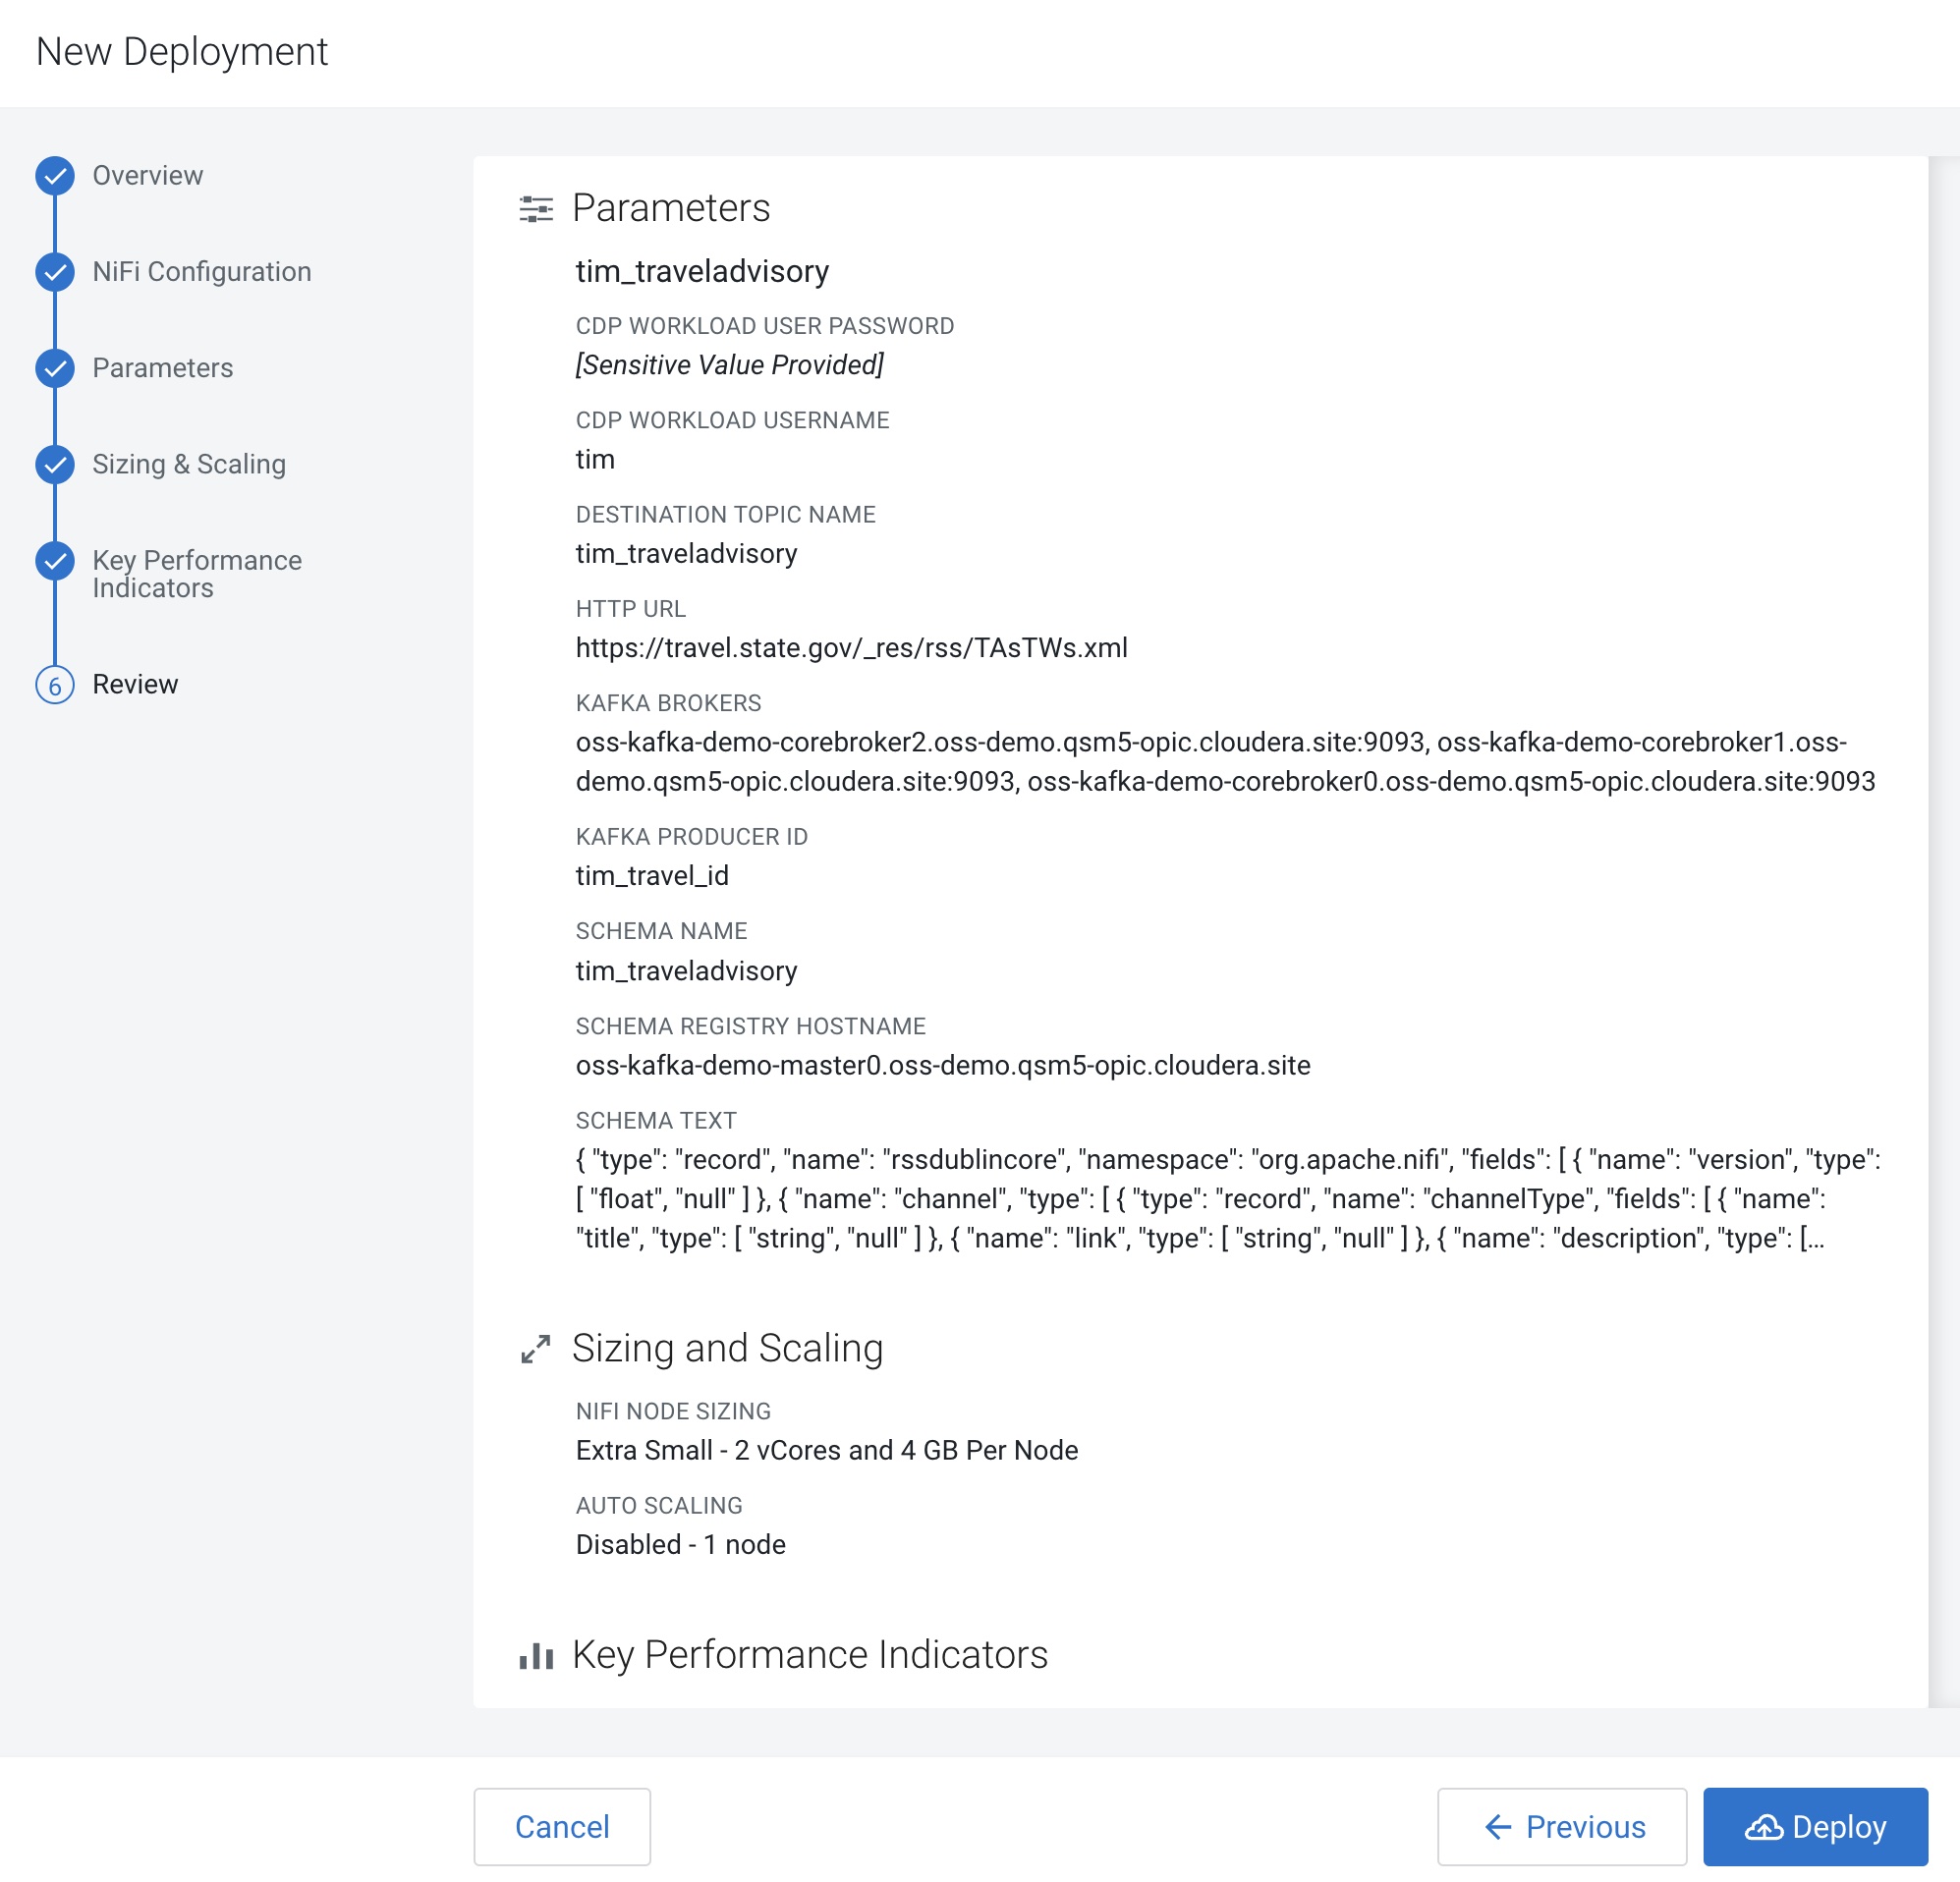 New Deployment
Overview
NiFi Configuration
Parameters
Sizing & Scaling
Key Performance
Indicators
6
Review
Parameters
tim_traveladvisory
CDP WORKLOAD USER PASSWORD
[Sensitive Value Provided]
CDP WORKLOAD USERNAME
tim
DESTINATION TOPIC NAME
tim_traveladvisory
HTTP URL
https://travel.state.gov/_res/rss/TAsTWs.xml
KAFKA BROKERS
oss-kafka-demo-corebroker2.oss-demo.qsm5-opic.cloudera.site:9093, oss-kafka-demo-corebroker1.oss-
demo.qsm5-opic.cloudera.site:9093, oss-kafka-demo-corebroker0.oss-demo.qsm5-opic.cloudera.site:9093
KAFKA PRODUCER ID
tim_travel_id
SCHEMA NAME
tim_traveladvisory
SCHEMA REGISTRY HOSTNAME
oss-kafka-demo-master0.oss-demo.qsm5-opic.cloudera.site
SCHEMA TEXT
{ "type": "record", "name": "rssdublincore", "namespace": "org.apache.nifi", "fields": [ { "name": "version", "type":
[ "float", "null" ] }, { "name": "channel", "type": [ { "type": "record", "name": "channelType", "fields": [ { "name":
"title", "type": [ "string", "null" ] }, { "name": "link", "type": [ "string", "null" ] }, { "name": "description", "type": [...
Sizing and Scaling
NIFI NODE SIZING
Extra Small - 2 vCores and 4 GB Per Node
AUTO SCALING
Disabled - 1 node
Key Performance Indicators
Cancel
Previous
Deploy